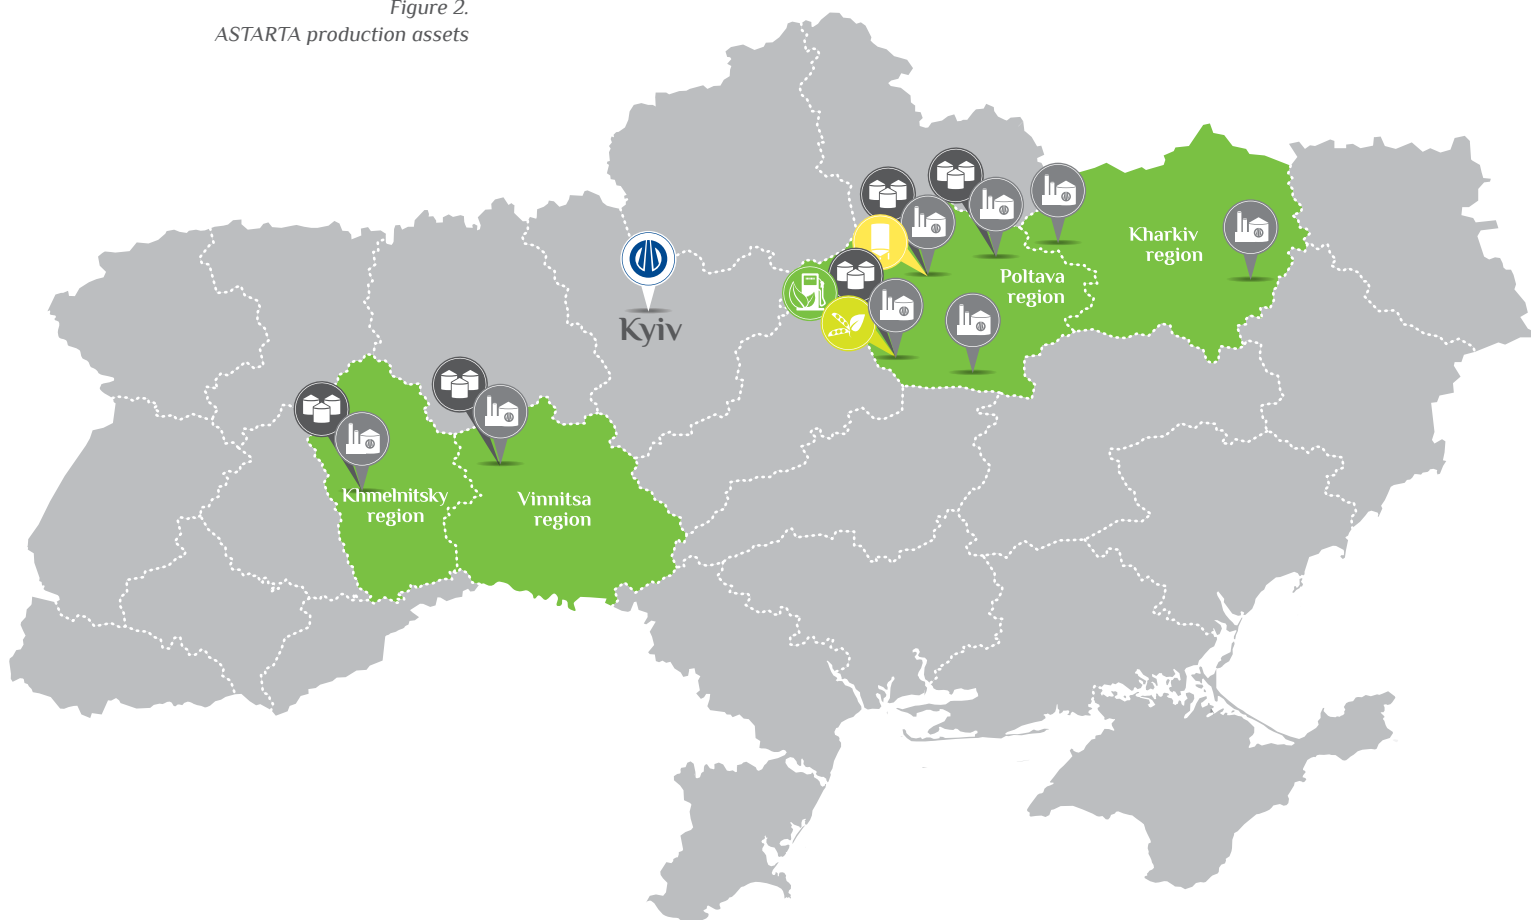 Figure 2.
ASTARTA production assets
Kharkiv
region
Poltava
region
Kyiv
Khmelnitsky
region
Vinnitsa
region